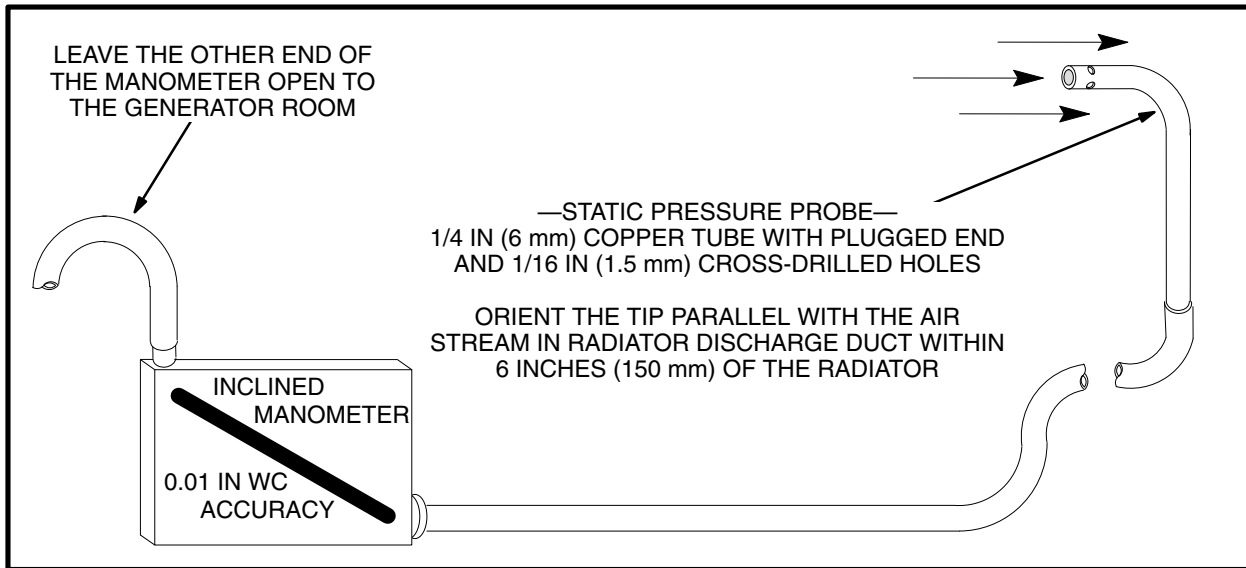 LEAVE THE OTHER END OF
THE MANOMETER OPEN TO
THE GENERATOR ROOM
—STATIC PRESSURE PROBE—
1/4 IN (6 mm) COPPER TUBE WITH PLUGGED END
AND 1/16 IN (1.5 mm) CROSS-DRILLED HOLES
ORIENT THE TIP PARALLEL WITH THE AIR
STREAM IN RADIATOR DISCHARGE DUCT WITHIN
6 INCHES (150 mm) OF THE RADIATOR
INCLINED
MANOMETER
0.01 IN WC
ACCURACY